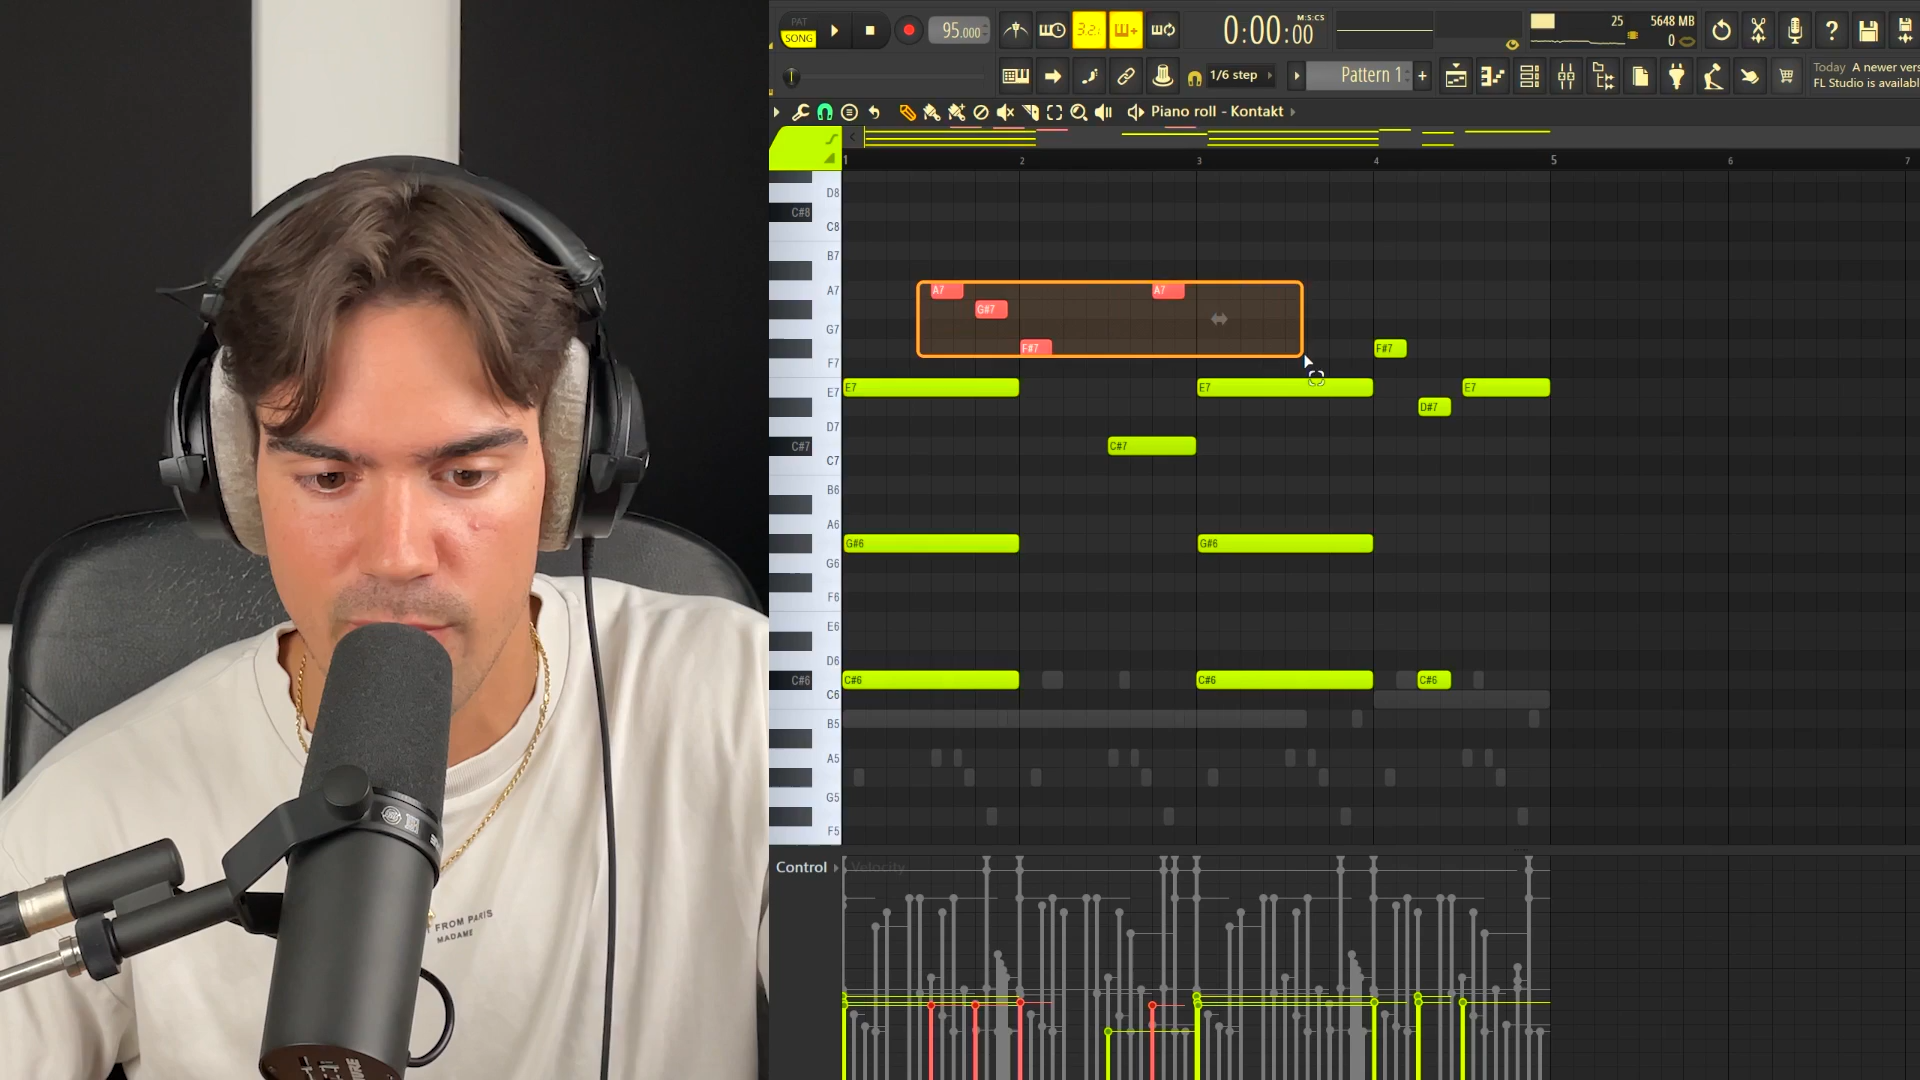 PAT
SONG
95.000
3.2.
0:00:00
M:S:CS
25
5648 MB
0
1/6 step
Pattern 1
Today A newer vers
FL Studio is availabl
Piano roll - Kontakt
1
2
3
4
5
6
7
D8
C#8
C8
B7
A7
A7
A7
G#7
G7
F#7
F#7
F7
E7
E7
E7
E7
D#7
D7
C#7
C#7
C7
B6
A6
G#6
G#6
G6
F6
E6
D6
C#6
C#6
C#6
C#6
C6
B5
A5
G5
F5
Control
Velocity
FROM PARIS
MADAME